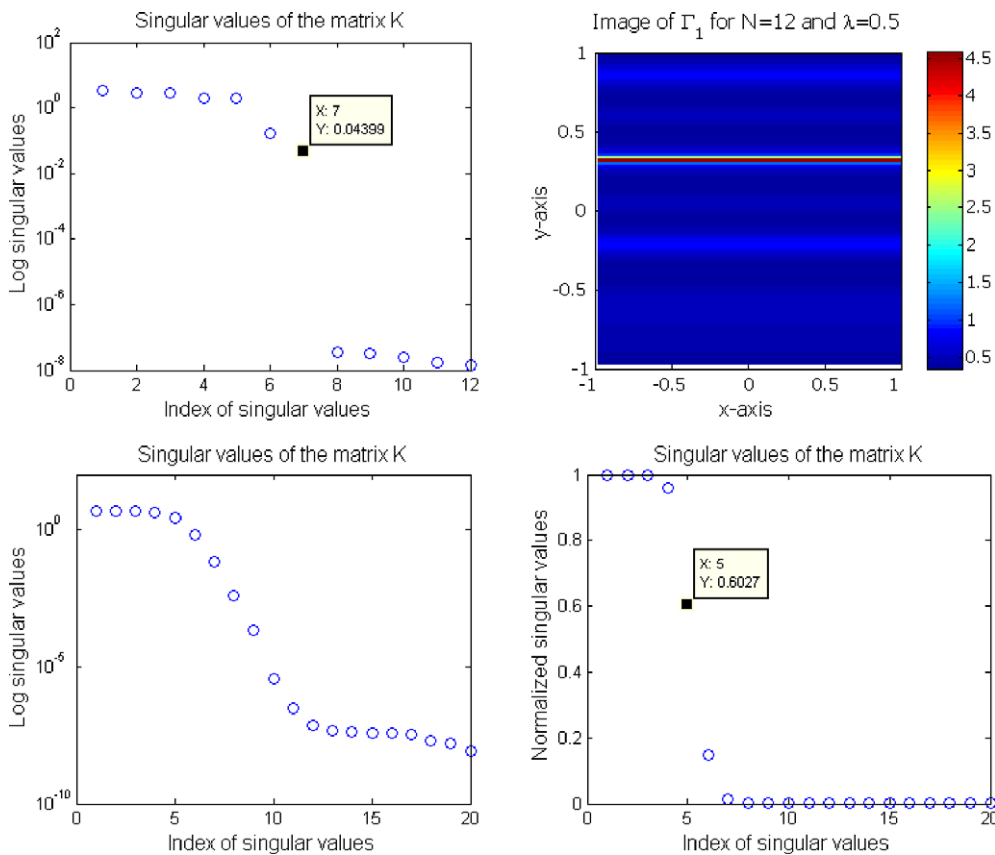 Singular values of the matrix K
10^2
10^0
10^-2
10^-4
10^-6
10^-8
Log singular values
X: 7
Y: 0.04399
0 2 4 6 8 10 12
Index of singular values
Image of Γ_1 for N=12 and λ=0.5
1
0.5
0
-0.5
-1
y-axis
-1 -0.5 0 0.5 1
x-axis
4.5
4
3.5
3
2.5
2
1.5
1
0.5
Singular values of the matrix K
10^0
10^-5
10^-10
Log singular values
0 5 10 15 20
Index of singular values
Singular values of the matrix K
1
0.8
0.6
0.4
0.2
0
Normalized singular values
X: 5
Y: 0.6027
0 5 10 15 20
Index of singular values